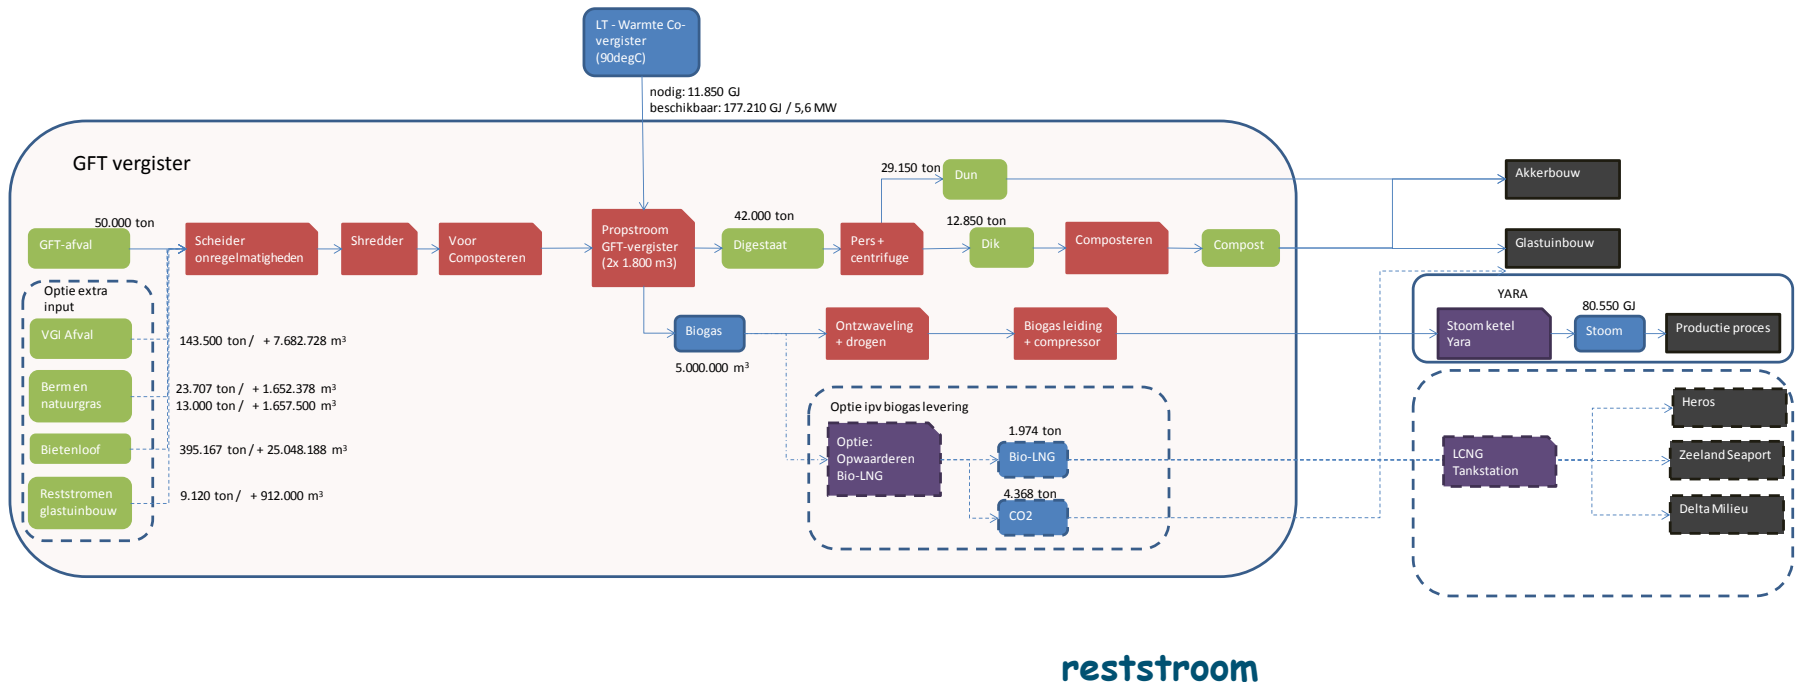 LT - Warmte Co-
vergister
(90degC)
nodig: 11.850 GJ
beschikbaar: 177.210 GJ / 5,6 MW
GFT vergister
50.000 ton
GFT-afval
Scheider
onregelmatigheden
Shredder
Voor
Composteren
Propstroom
GFT-vergister
(2x 1.800 m3)
42.000 ton
Digestaat
Pers +
centrifuge
29.150 ton
Dun
12.850 ton
Dik
Composteren
Compost
Akkerbouw
Glastuinbouw
Optie extra
input
VGI Afval
143.500 ton / + 7.682.728 m³
Berm en
natuurgras
23.707 ton / + 1.652.378 m³
13.000 ton / + 1.657.500 m³
Bietenloof
395.167 ton / + 25.048.188 m³
Reststromen
glastuinbouw
9.120 ton / + 912.000 m³
Biogas
5.000.000 m³
Ontzwaveling
+ drogen
Biogas leiding
+ compressor
YARA
Stoom ketel
Yara
80.550 GJ
Stoom
Productie proces
Optie ipv biogas levering
Optie:
Opwaarderen
Bio-LNG
1.974 ton
Bio-LNG
4.368 ton
CO2
LCNG
Tankstation
Heros
Zeeland Seaport
Delta Milieu
reststroom